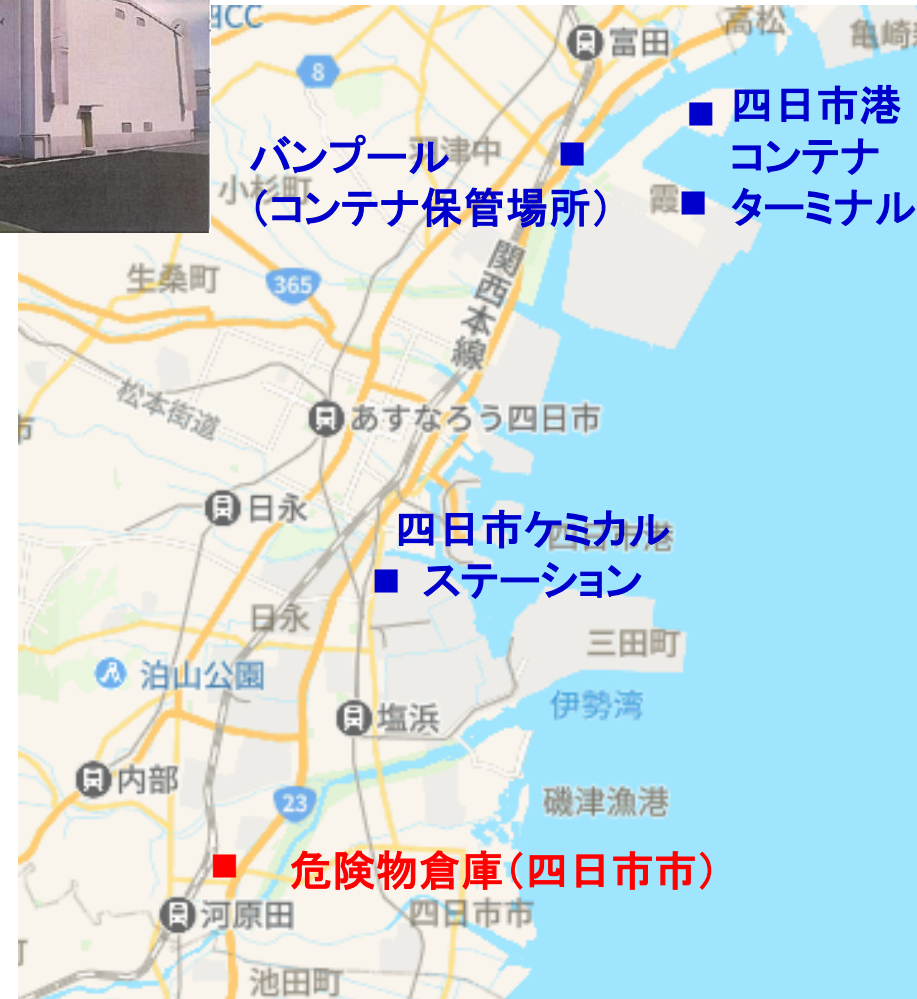 富田
高松
8
四日市港
コンテナ
ターミナル
バンプール
(コンテナ保管場所)
小杉町
霞
生桑町
365
関西本線
松本街道
あすなろう四日市
日永
四日市ケミカル
ステーション
四日市港
日永
三田町
泊山公園
伊勢湾
塩浜
内部
23
磯津漁港
危険物倉庫(四日市市)
河原田
四日市市
池田町